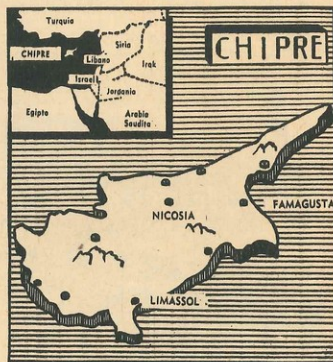 Turquia
CHIPRE
Siria
Libano
Irak
Israel
Jordania
Egipto
Arabia
Saudita
CHIPRE
NICOSIA
FAMAGUSTA
LIMASSOL